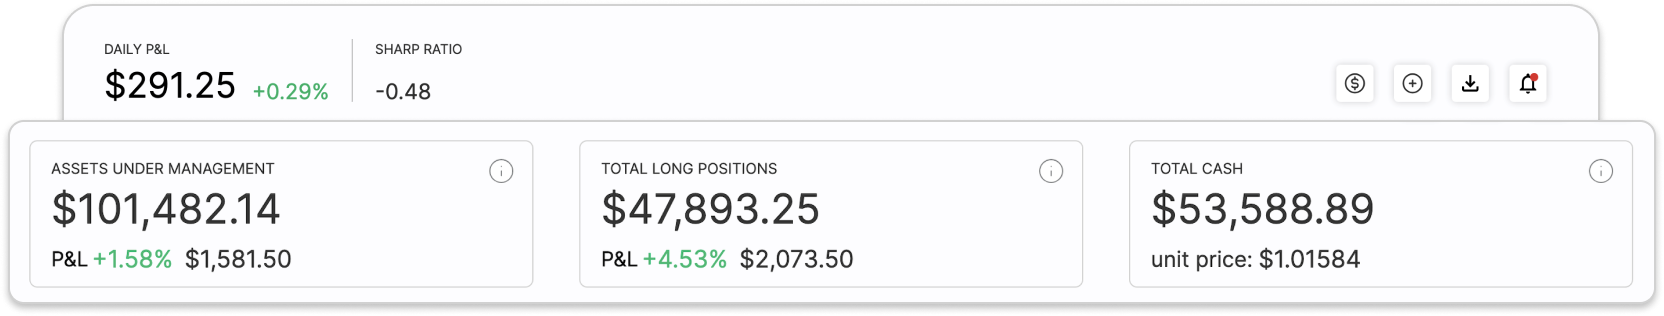 DAILY P&L
$291.25 +0.29%
SHARP RATIO
-0.48
ASSETS UNDER MANAGEMENT
$101,482.14
P&L +1.58% $1,581.50
TOTAL LONG POSITIONS
$47,893.25
P&L +4.53% $2,073.50
TOTAL CASH
$53,588.89
unit price: $1.01584